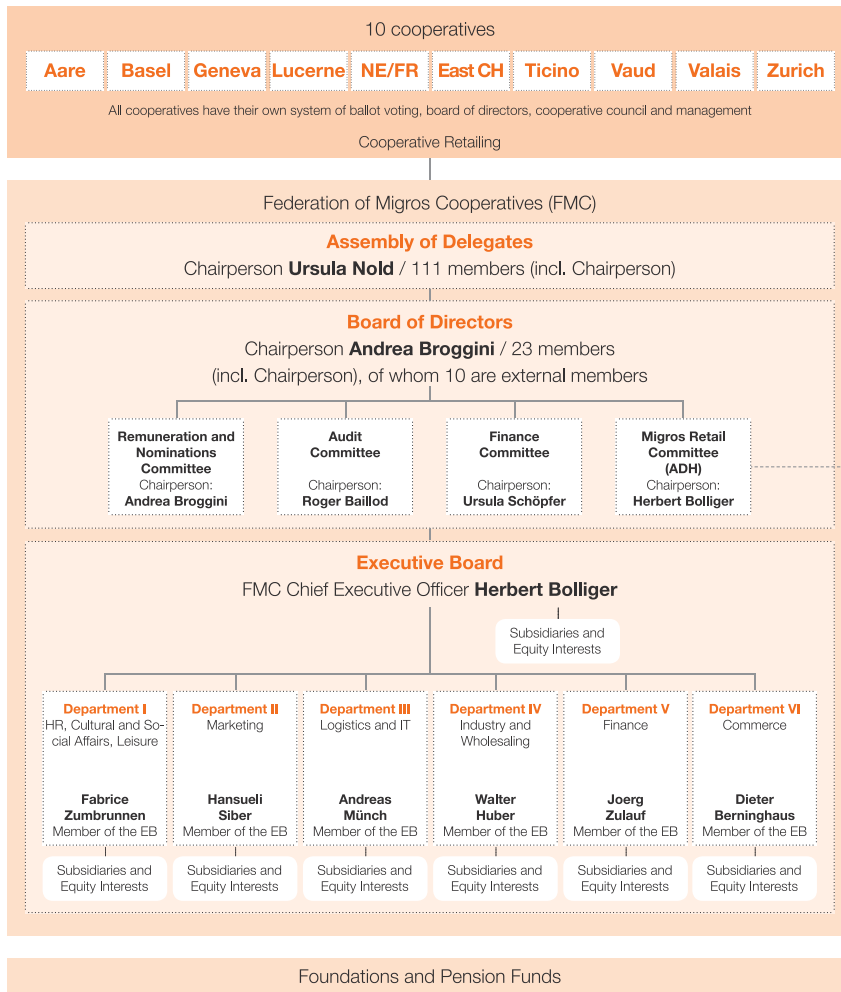 10 cooperatives
Aare Basel Geneva Lucerne NE/FR East CH Ticino Vaud Valais Zurich
All cooperatives have their own system of ballot voting, board of directors, cooperative council and management
Cooperative Retailing
Federation of Migros Cooperatives (FMC)
Assembly of Delegates
Chairperson Ursula Nold / 111 members (incl. Chairperson)
Board of Directors
Chairperson Andrea Broggini / 23 members
(incl. Chairperson), of whom 10 are external members
Remuneration and
Nominations
Committee
Chairperson:
Andrea Broggini
Audit
Committee
Chairperson:
Roger Baillod
Finance
Committee
Chairperson:
Ursula Schöpfer
Migros Retail
Committee
(ADH)
Chairperson:
Herbert Bolliger
Executive Board
FMC Chief Executive Officer Herbert Bolliger
Subsidiaries and
Equity Interests
Department I
HR, Cultural and So-
cial Affairs, Leisure
Fabrice
Zumbrunnen
Member of the EB
Subsidiaries and
Equity Interests
Department II
Marketing
Hansueli
Siber
Member of the EB
Subsidiaries and
Equity Interests
Department III
Logistics and IT
Andreas
Münch
Member of the EB
Subsidiaries and
Equity Interests
Department IV
Industry and
Wholesaling
Walter
Huber
Member of the EB
Subsidiaries and
Equity Interests
Department V
Finance
Joerg
Zulauf
Member of the EB
Subsidiaries and
Equity Interests
Department VI
Commerce
Dieter
Berninghaus
Member of the EB
Subsidiaries and
Equity Interests
Foundations and Pension Funds